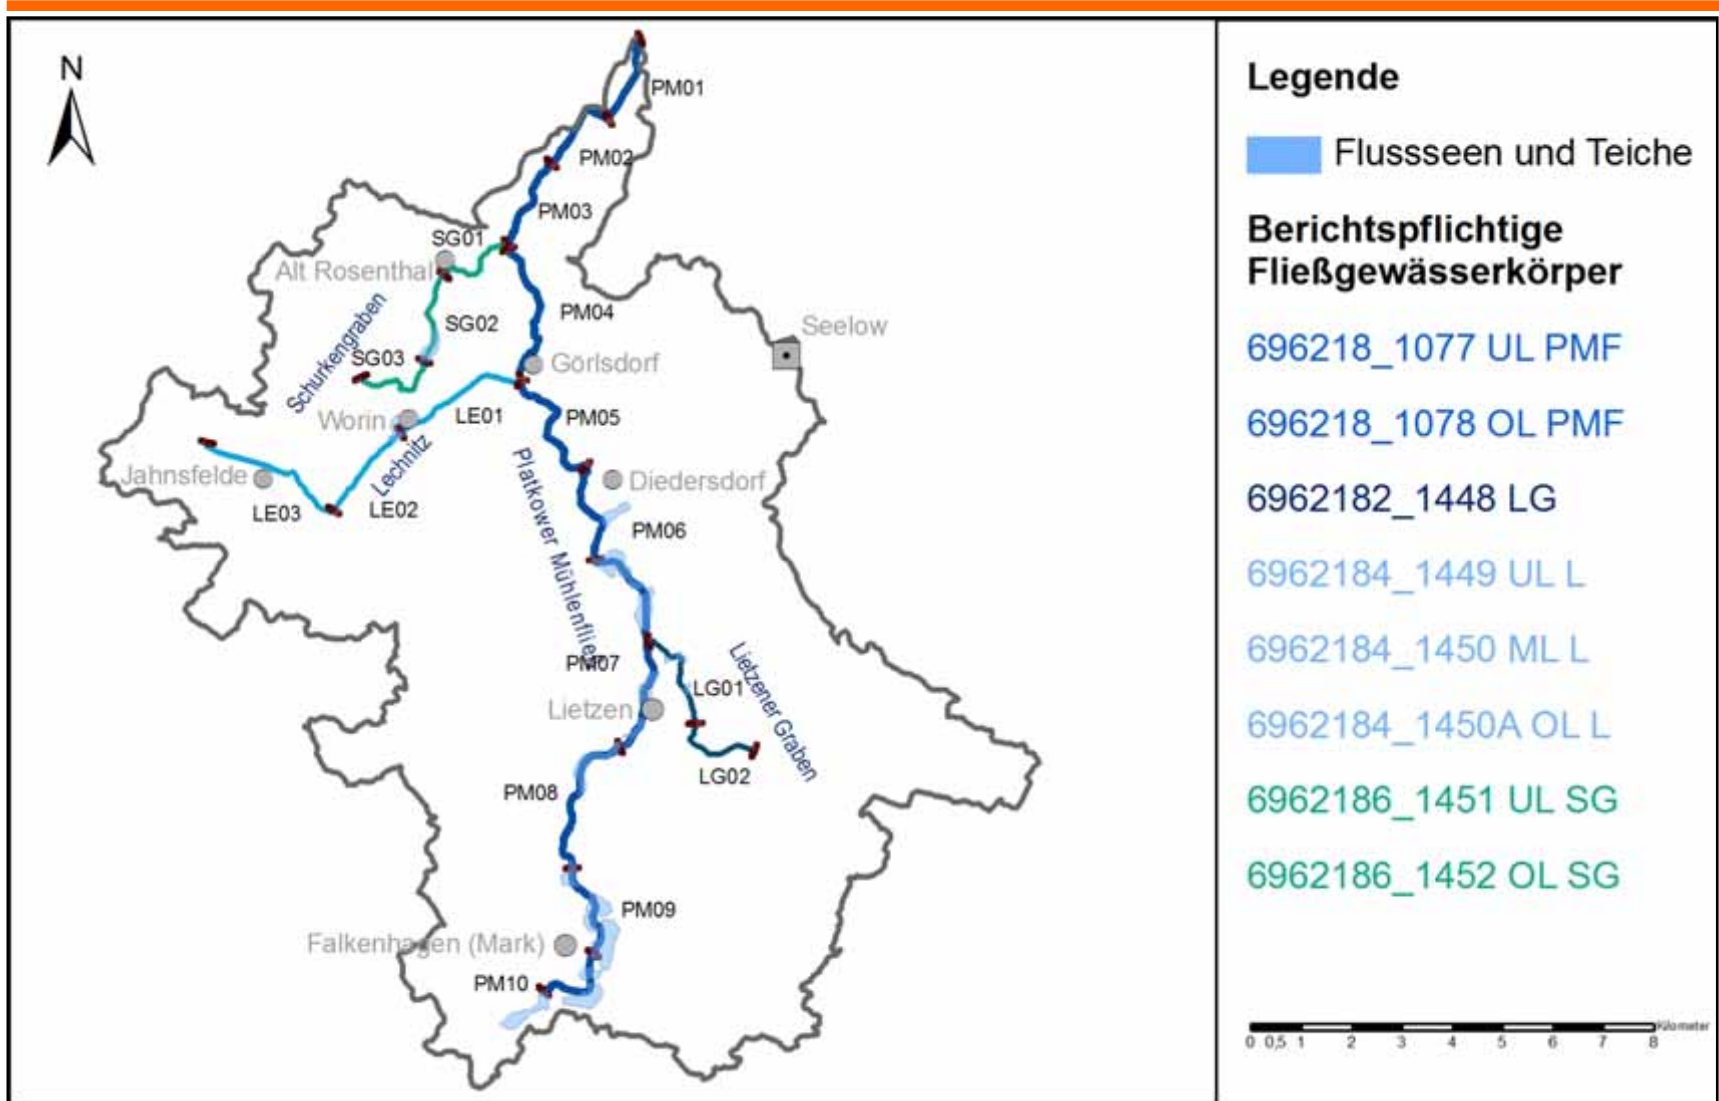 N
PM01
PM02
PM03
SG01
Alt Rosenthal
PM04
SG02
Seelow
SG03
Görlsdorf
Schurkengraben
Worin
LE01
PM05
Lechnitz
Jahnsfelde
Diedersdorf
LE03
LE02
PM06
Platkower Mühlenfließ
PM07
LG01
Lietzener Graben
Lietzen
LG02
PM08
PM09
Falkenhagen (Mark)
PM10
Legende
Flussseen und Teiche
Berichtspflichtige
Fließgewässerkörper
696218_1077 UL PMF
696218_1078 OL PMF
6962182_1448 LG
6962184_1449 UL L
6962184_1450 ML L
6962184_1450A OL L
6962186_1451 UL SG
6962186_1452 OL SG
Kilometer
0 0,5 1 2 3 4 5 6 7 8